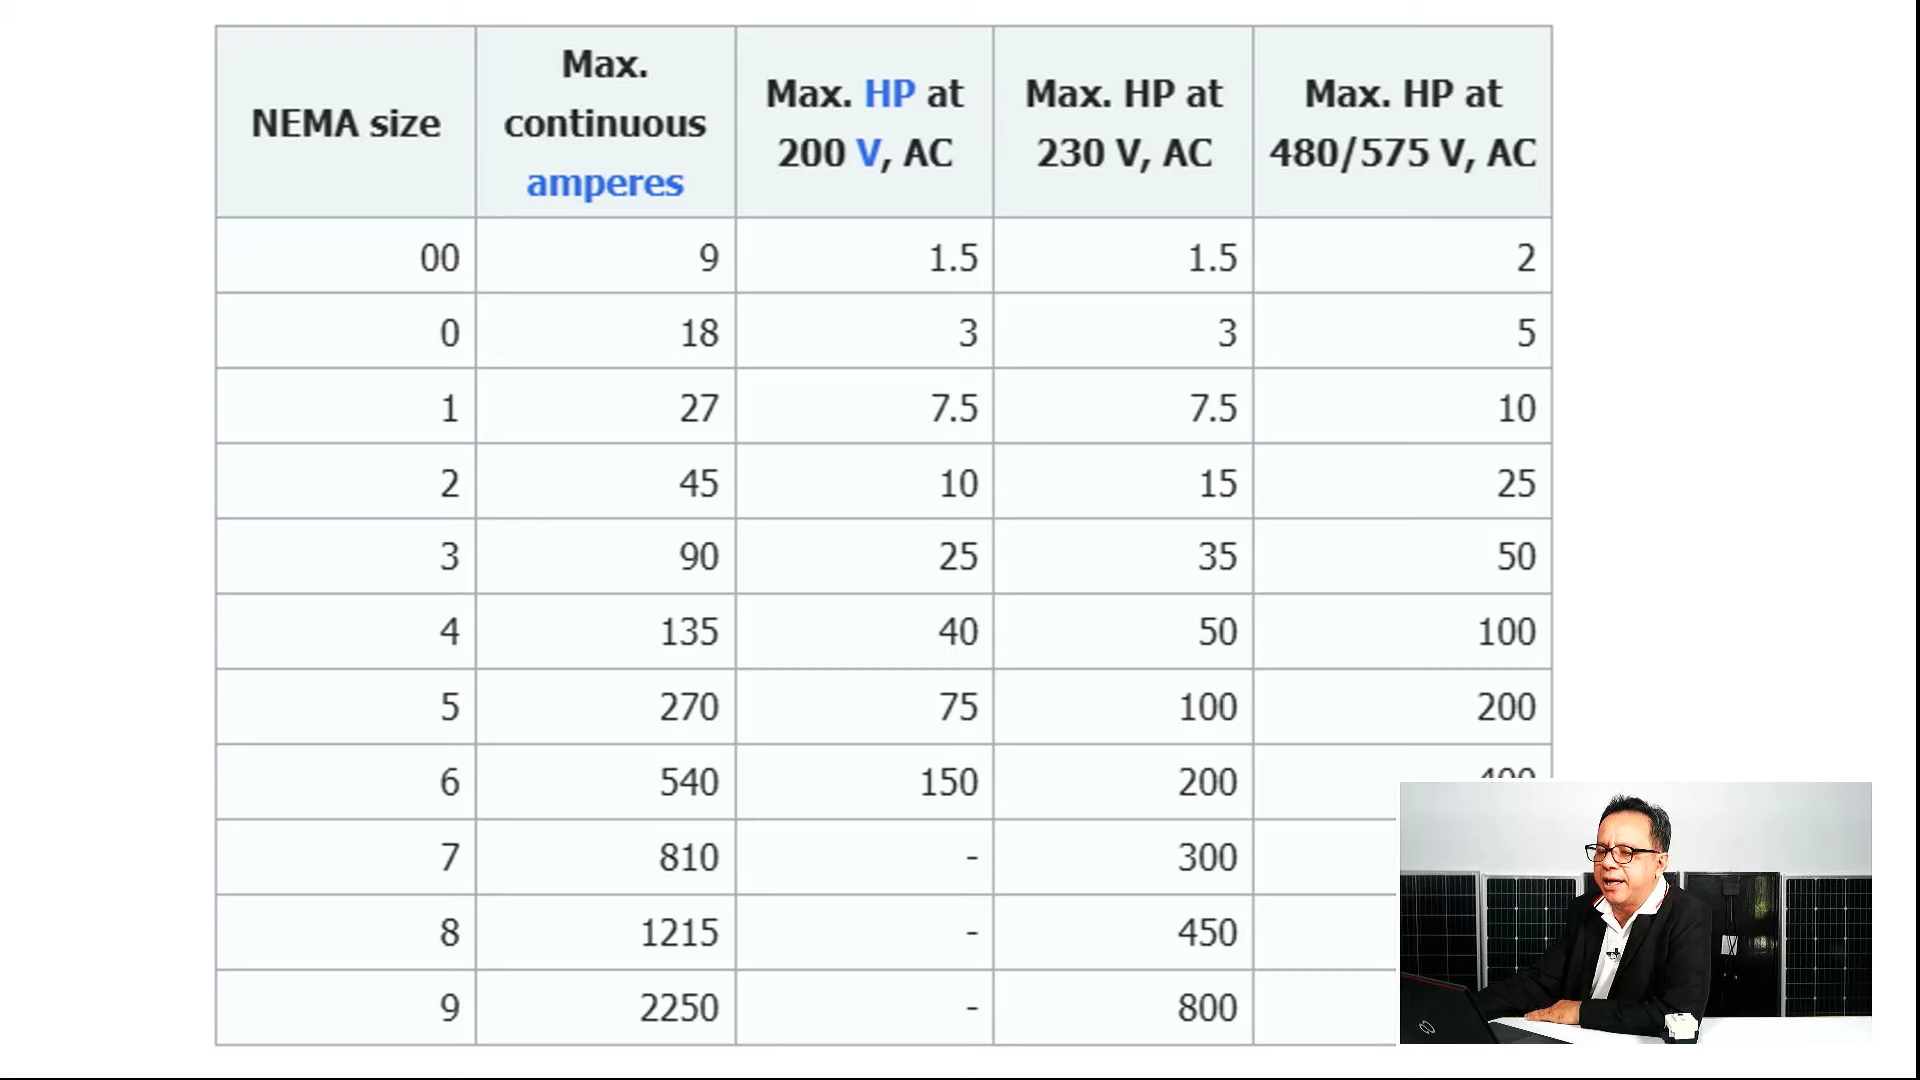 NEMA size
Max.
continuous
amperes
Max. HP at
200 V, AC
Max. HP at
230 V, AC
Max. HP at
480/575 V, AC
00 9 1.5 1.5 2
0 18 3 3 5
1 27 7.5 7.5 10
2 45 10 15 25
3 90 25 35 50
4 135 40 50 100
5 270 75 100 200
6 540 150 200 400
7 810 - 300
8 1215 - 450
9 2250 - 800